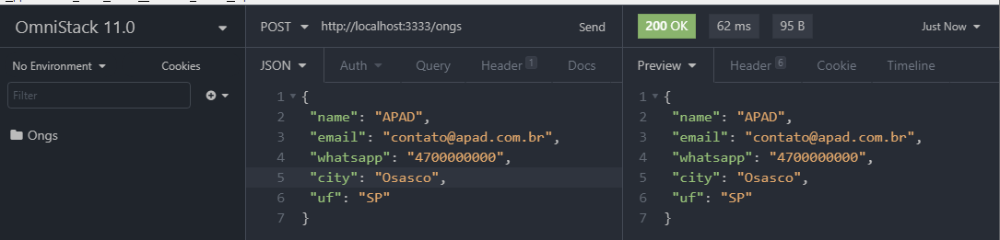 OmniStack 11.0
No Environment
Cookies
Filter
Ongs
POST http://localhost:3333/ongs Send
JSON Auth Query Header 1 Docs
1 {
2 "name": "APAD",
3 "email": "contato@apad.com.br",
4 "whatsapp": "4700000000",
5 "city": "Osasco",
6 "uf": "SP"
7 }
200 OK 62 ms 95 B Just Now
Preview Header 6 Cookie Timeline
1 {
2 "name": "APAD",
3 "email": "contato@apad.com.br",
4 "whatsapp": "4700000000",
5 "city": "Osasco",
6 "uf": "SP"
7 }